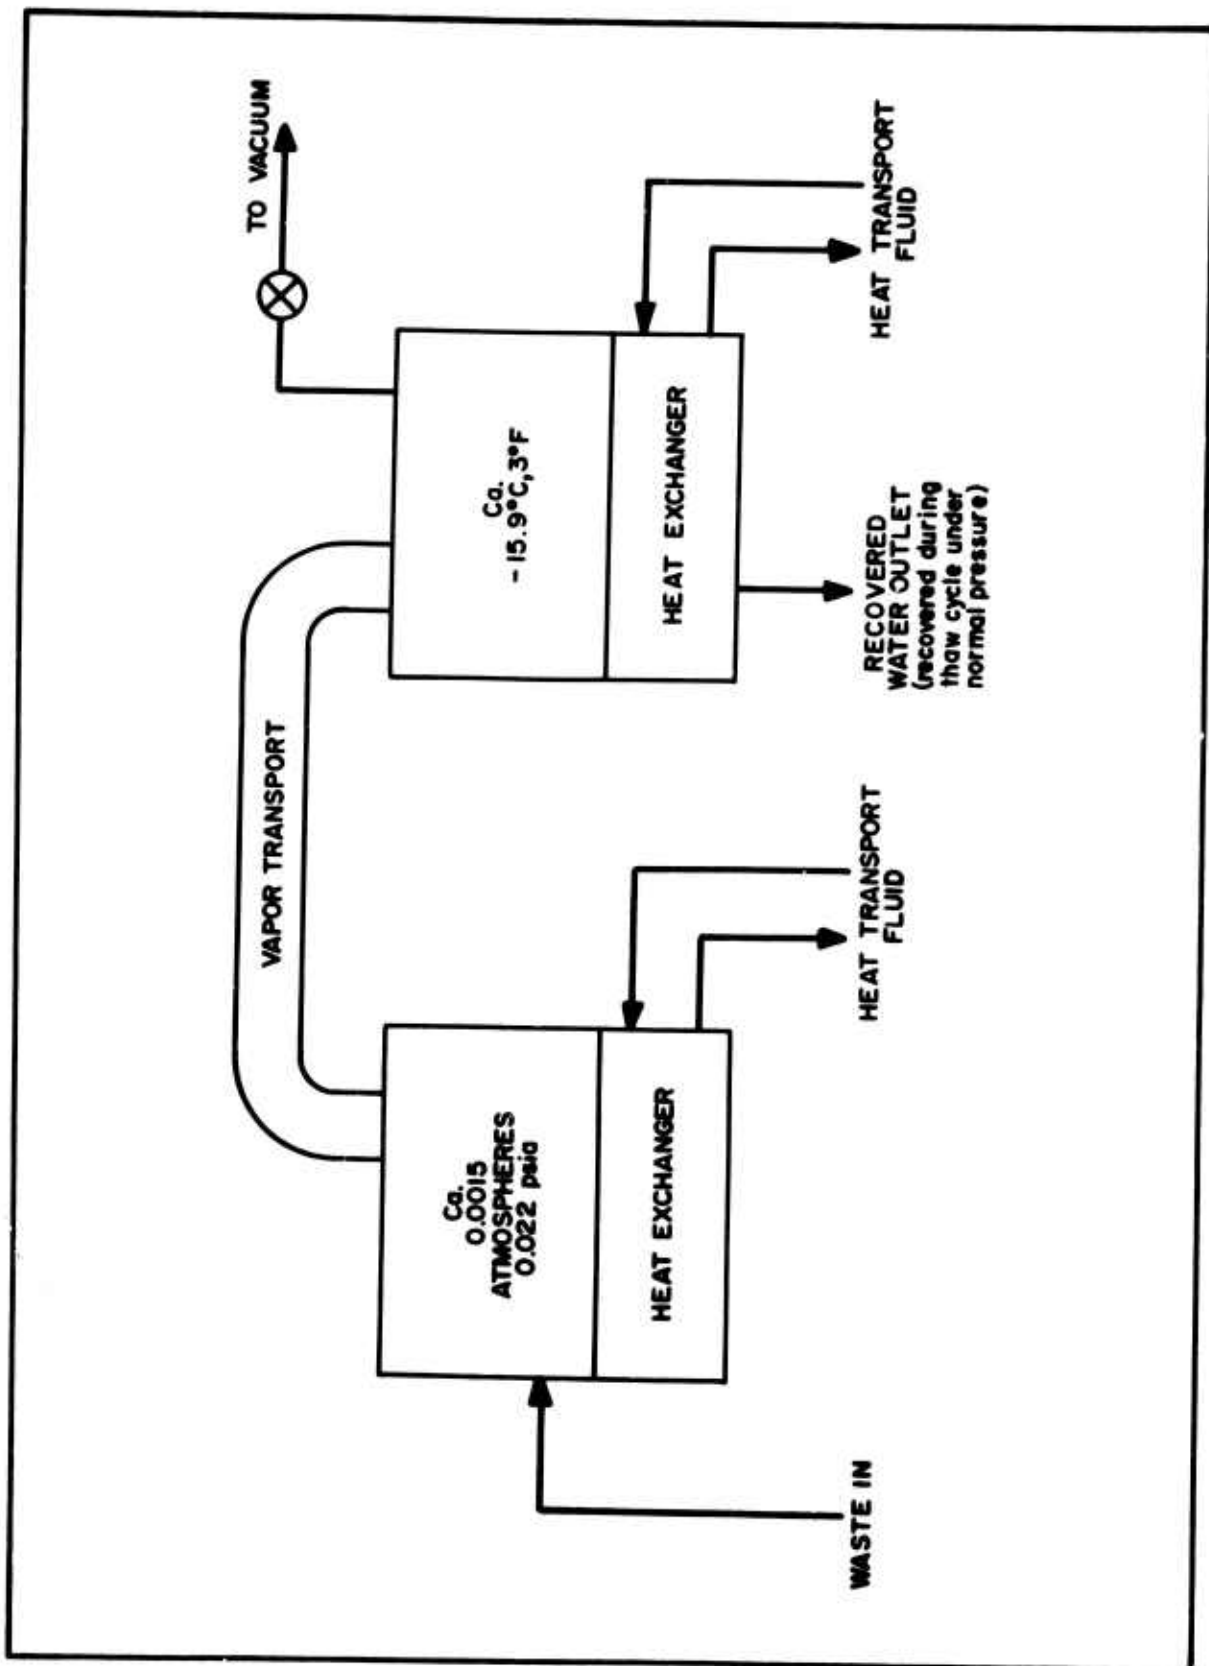 TO VACUUM
VAPOR TRANSPORT
Ca.
0.0015
ATMOSPHERES
0.022 psia
HEAT EXCHANGER
Ca.
-15.9°C,3°F
HEAT EXCHANGER
WASTE IN
HEAT TRANSPORT
FLUID
RECOVERED
WATER OUTLET
(recovered during
thaw cycle under
normal pressure)
HEAT TRANSPORT
FLUID